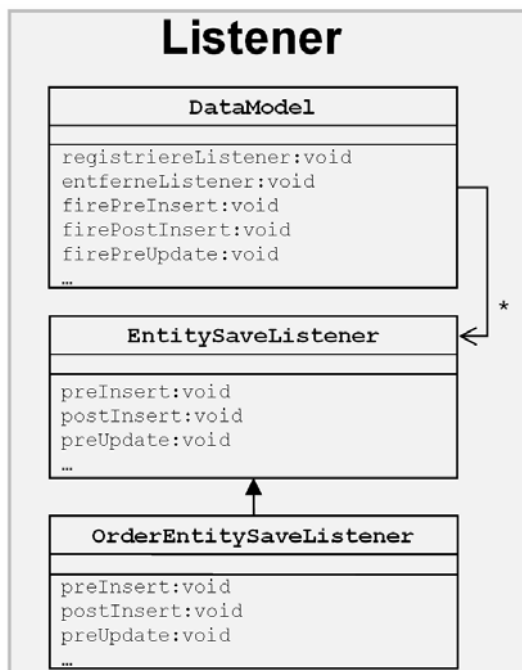 Listener
DataModel
registriereListener:void
entferneListener:void
firePreInsert:void
firePostInsert:void
firePreUpdate:void
…
*
EntitySaveListener
preInsert:void
postInsert:void
preUpdate:void
…
OrderEntitySaveListener
preInsert:void
postInsert:void
preUpdate:void
…